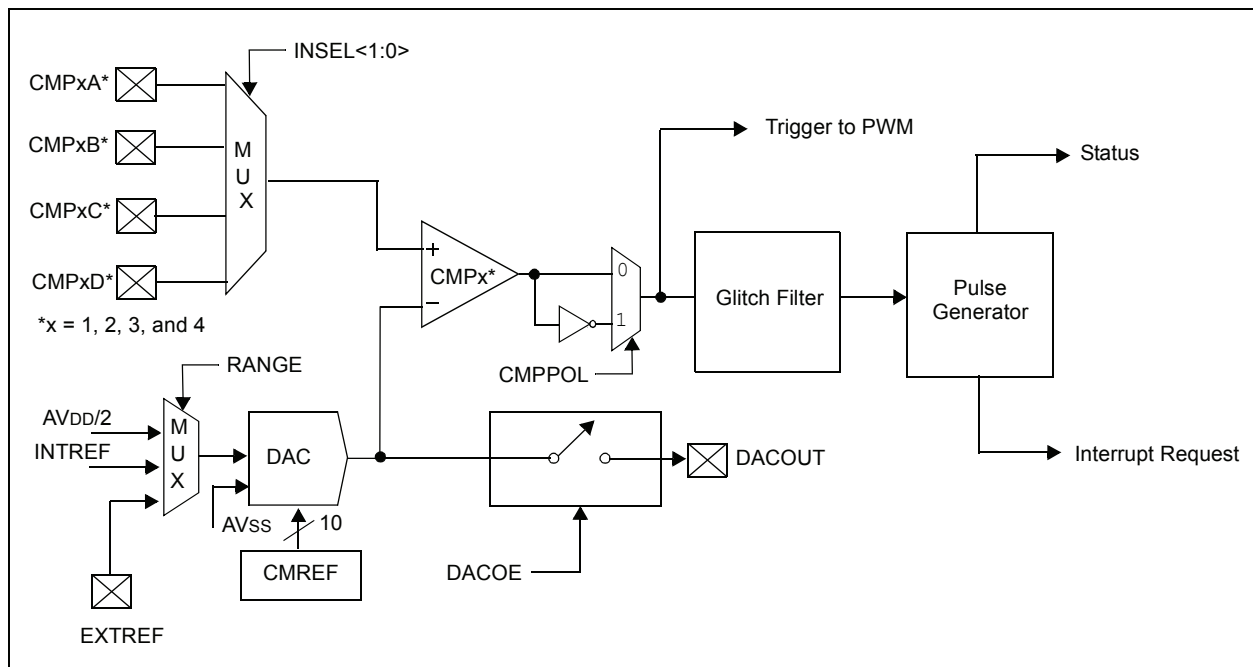 INSEL<1:0>
CMPxA*
CMPxB*
CMPxC*
CMPxD*
M
U
X
*x = 1, 2, 3, and 4
+
CMPx*
–
0
1
CMPPOL
Trigger to PWM
Glitch Filter
Status
Pulse
Generator
Interrupt Request
RANGE
AVDD/2
INTREF
M
U
X
DAC
AVSS
10
CMREF
EXTREF
DACOE
DACOUT